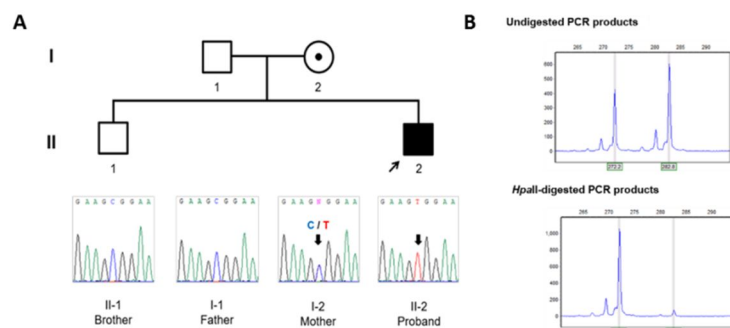 A
I
1
2
II
1
2
G A A G C G G A A
G A A G C G G A A
G A A G Y G G A A
G A A G T G G A A
C / T
II-1
Brother
I-1
Father
I-2
Mother
II-2
Proband
B
Undigested PCR products
265 270 275 280 285 290
600
500
400
300
200
100
0
272.2
282.6
HpaII-digested PCR products
265 270 275 280 285 290
1,000
800
600
400
200
0